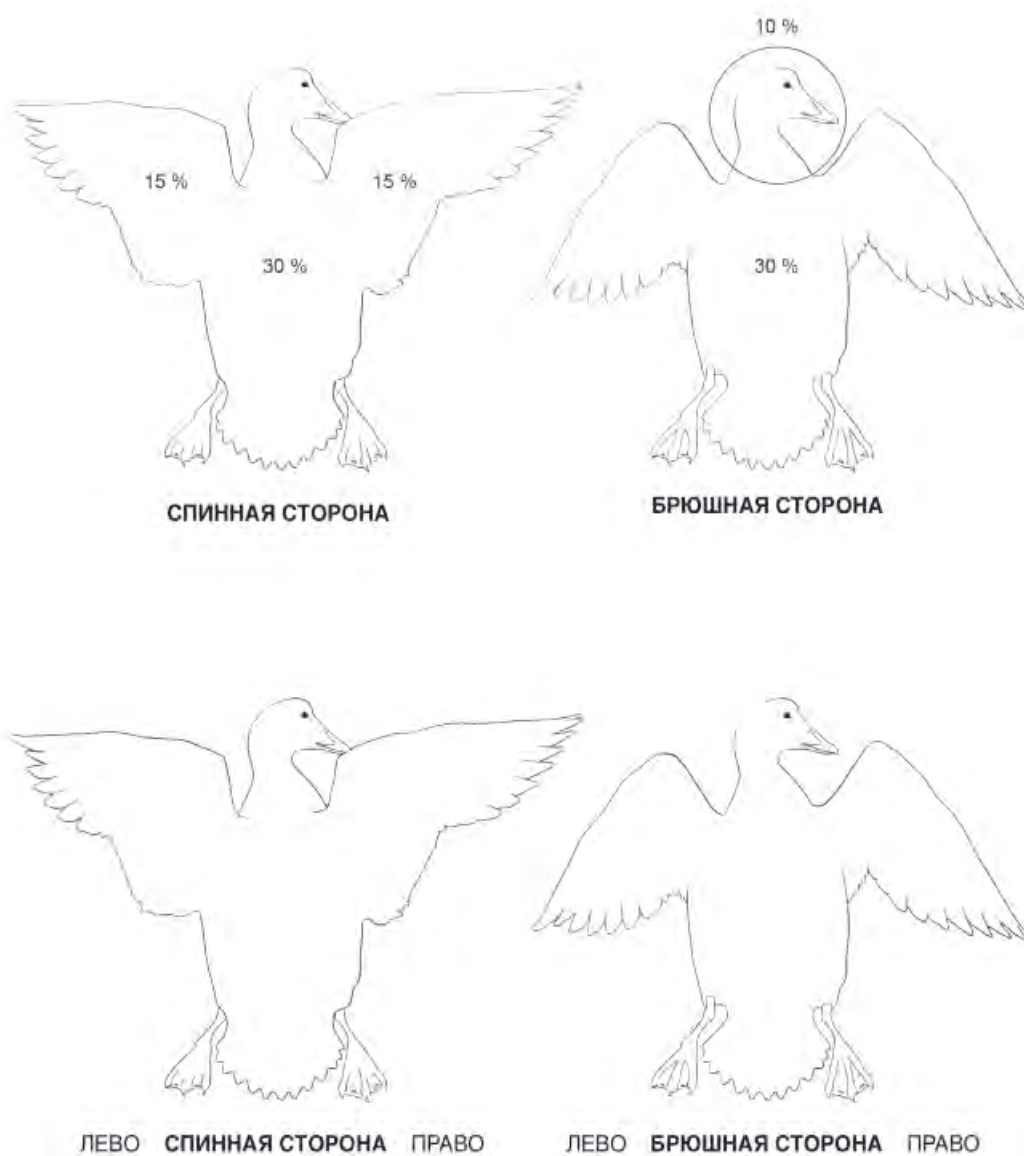 10 %
15 %
15 %
30 %
30 %
СПИННАЯ СТОРОНА
БРЮШНАЯ СТОРОНА
ЛЕВО СПИННАЯ СТОРОНА ПРАВО
ЛЕВО БРЮШНАЯ СТОРОНА ПРАВО